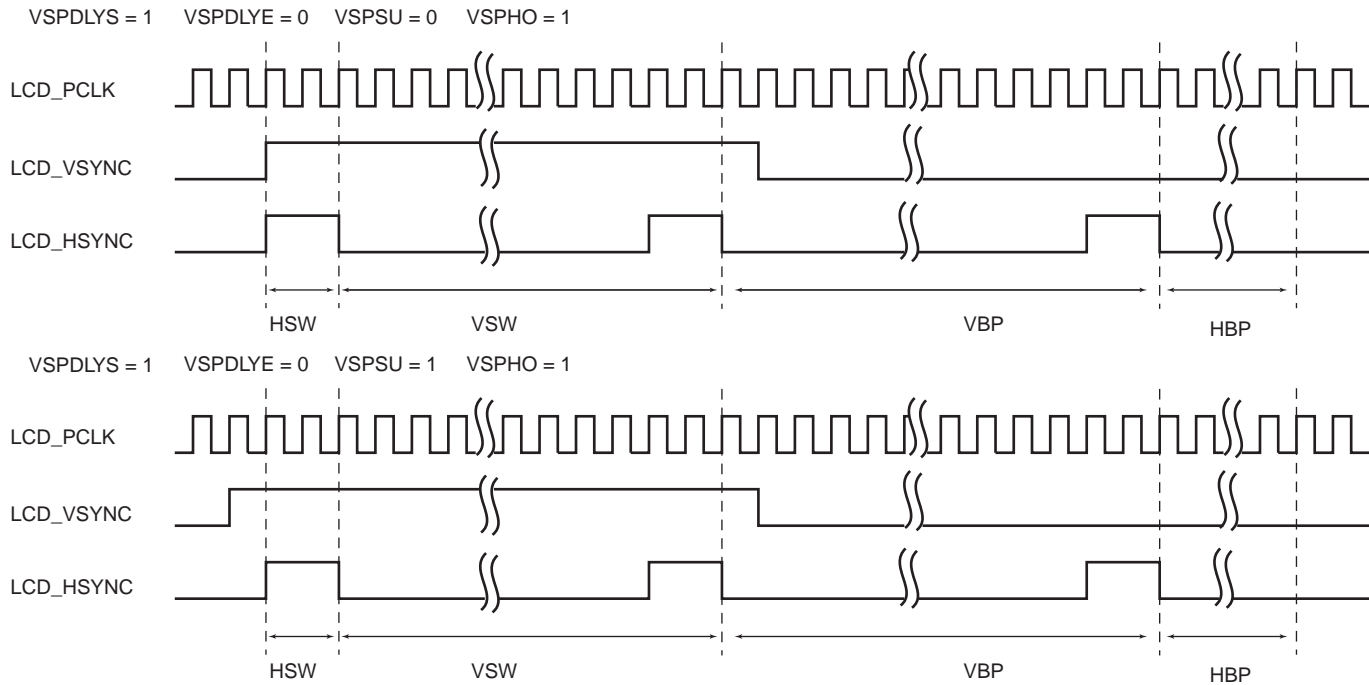 VSPDLYS = 1 VSPDLYE = 0 VSPSU = 0 VSPHO = 1
LCD_PCLK
LCD_VSYNC
LCD_HSYNC
HSW VSW VBP HBP
VSPDLYS = 1 VSPDLYE = 0 VSPSU = 1 VSPHO = 1
LCD_PCLK
LCD_VSYNC
LCD_HSYNC
HSW VSW VBP HBP